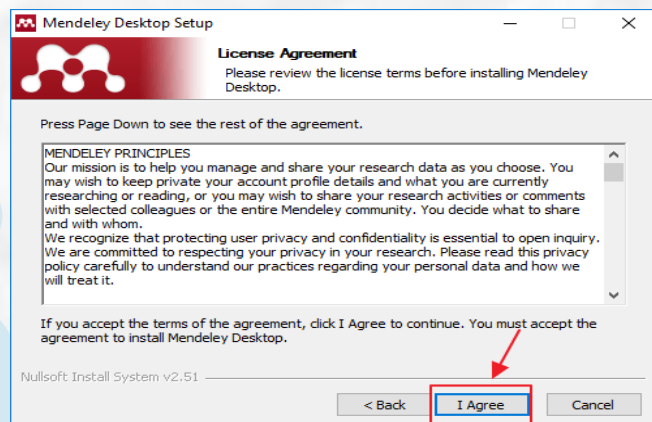 Mendeley Desktop Setup
License Agreement
Please review the license terms before installing Mendeley
Desktop.
Press Page Down to see the rest of the agreement.
MENDELEY PRINCIPLES
Our mission is to help you manage and share your research data as you choose. You
may wish to keep private your account profile details and what you are currently
researching or reading, or you may wish to share your research activities or comments
with selected colleagues or the entire Mendeley community. You decide what to share
and with whom.
We recognize that protecting user privacy and confidentiality is essential to open inquiry.
We are committed to respecting your privacy in your research. Please read this privacy
policy carefully to understand our practices regarding your personal data and how we
will treat it.
If you accept the terms of the agreement, click I Agree to continue. You must accept the
agreement to install Mendeley Desktop.
Nullsoft Install System v2.51
< Back I Agree Cancel